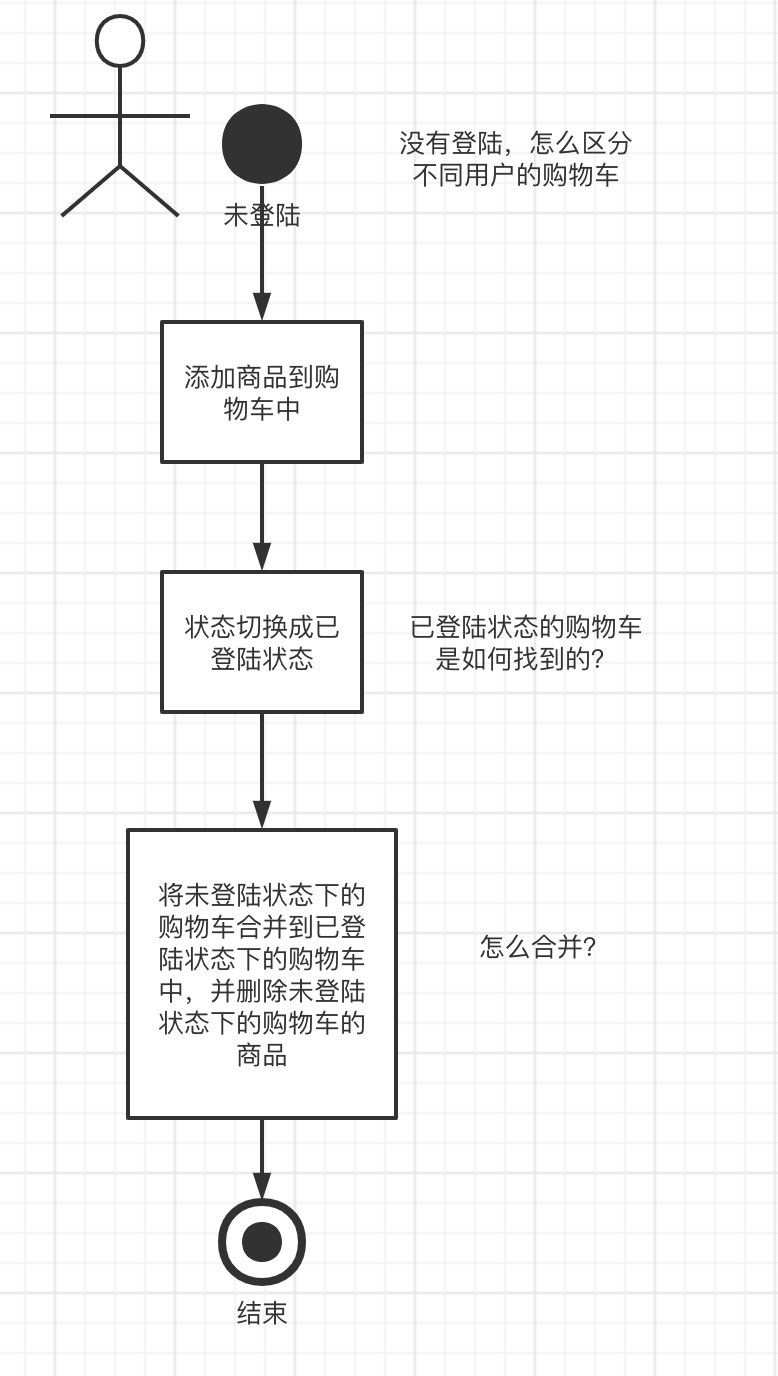 没有登陆，怎么区分
不同用户的购物车
未登陆
添加商品到购
物车中
状态切换成已
登陆状态
已登陆状态的购物车
是如何找到的？
将未登陆状态下的
购物车合并到已登
陆状态下的购物车
中，并删除未登陆
状态下的购物车的
商品
怎么合并？
结束